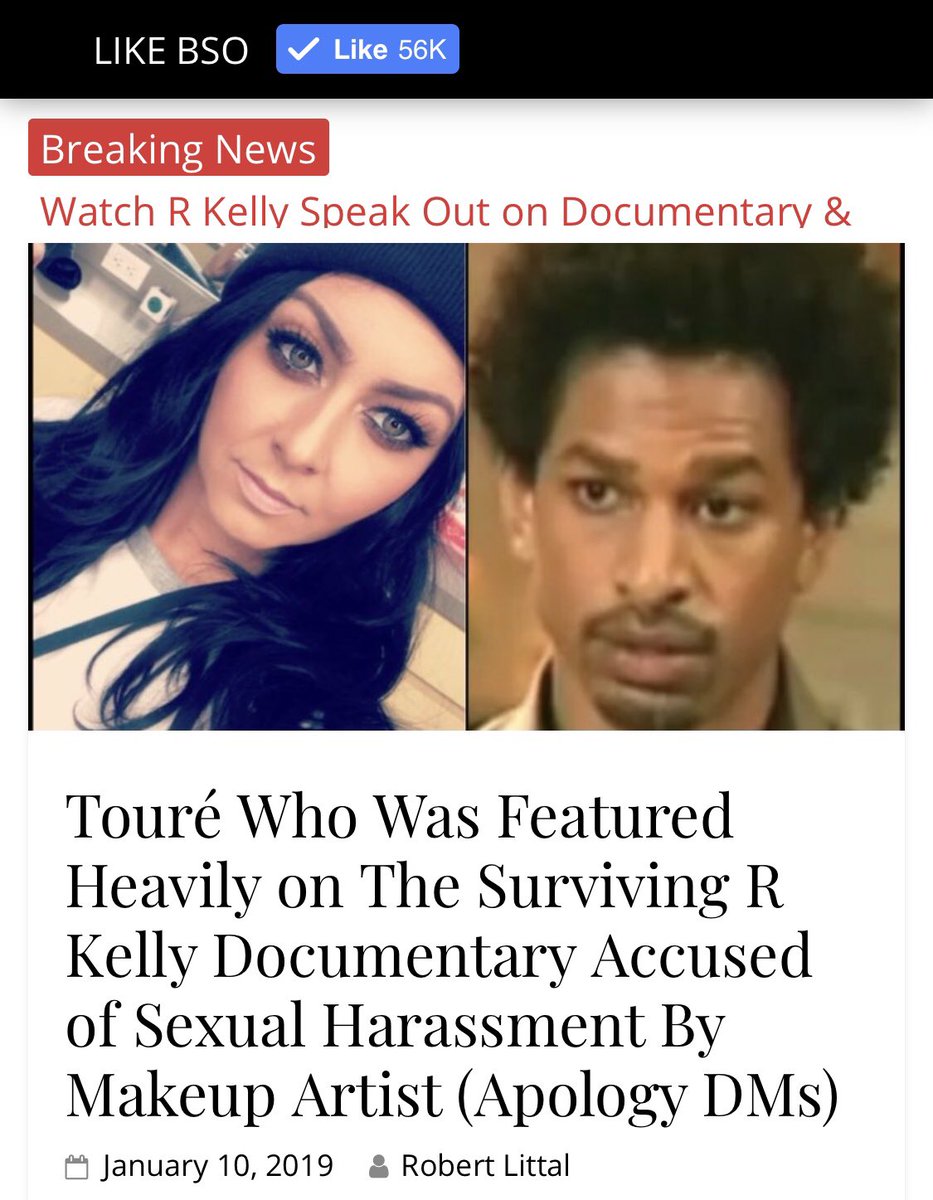 LIKE BSO Like 56K
Breaking News
Watch R Kelly Speak Out on Documentary &
Touré Who Was Featured
Heavily on The Surviving R
Kelly Documentary Accused
of Sexual Harassment By
Makeup Artist (Apology DMs)
January 10, 2019 Robert Littal